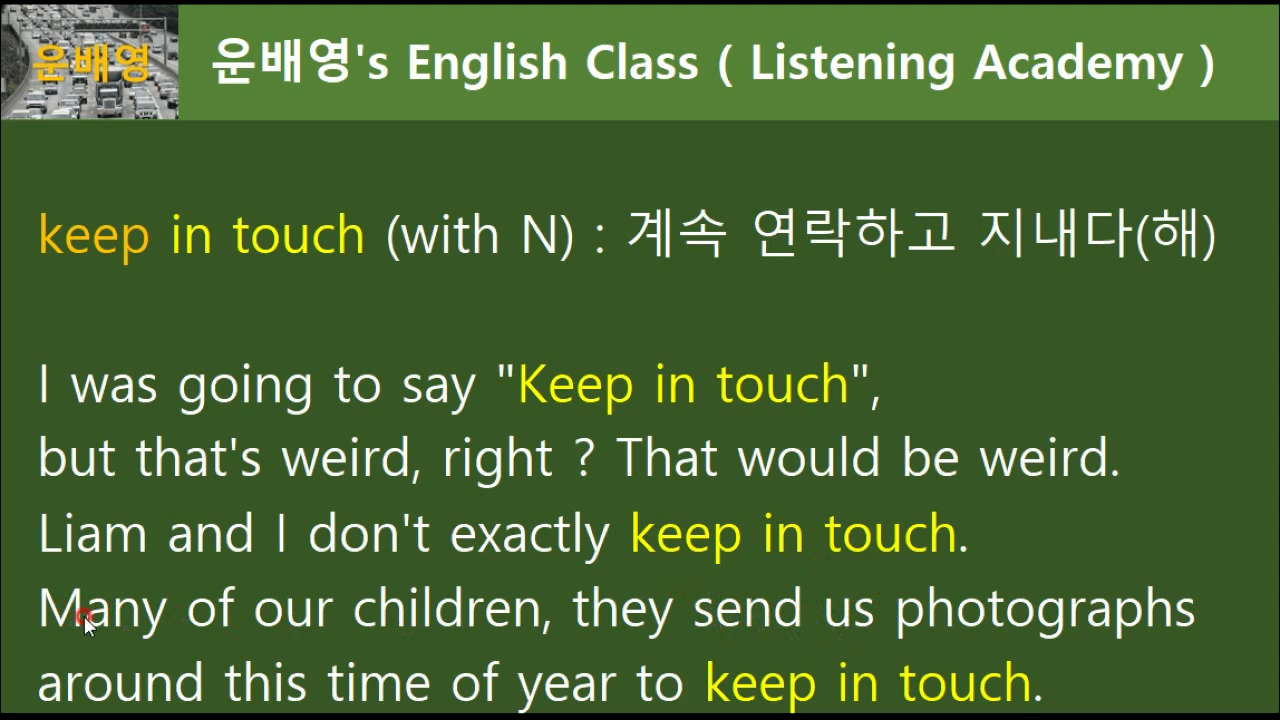 운배영
운배영's English Class ( Listening Academy )
keep in touch (with N) : 계속 연락하고 지내다(해)
I was going to say "Keep in touch",
but that's weird, right ? That would be weird.
Liam and I don't exactly keep in touch.
Many of our children, they send us photographs
around this time of year to keep in touch.